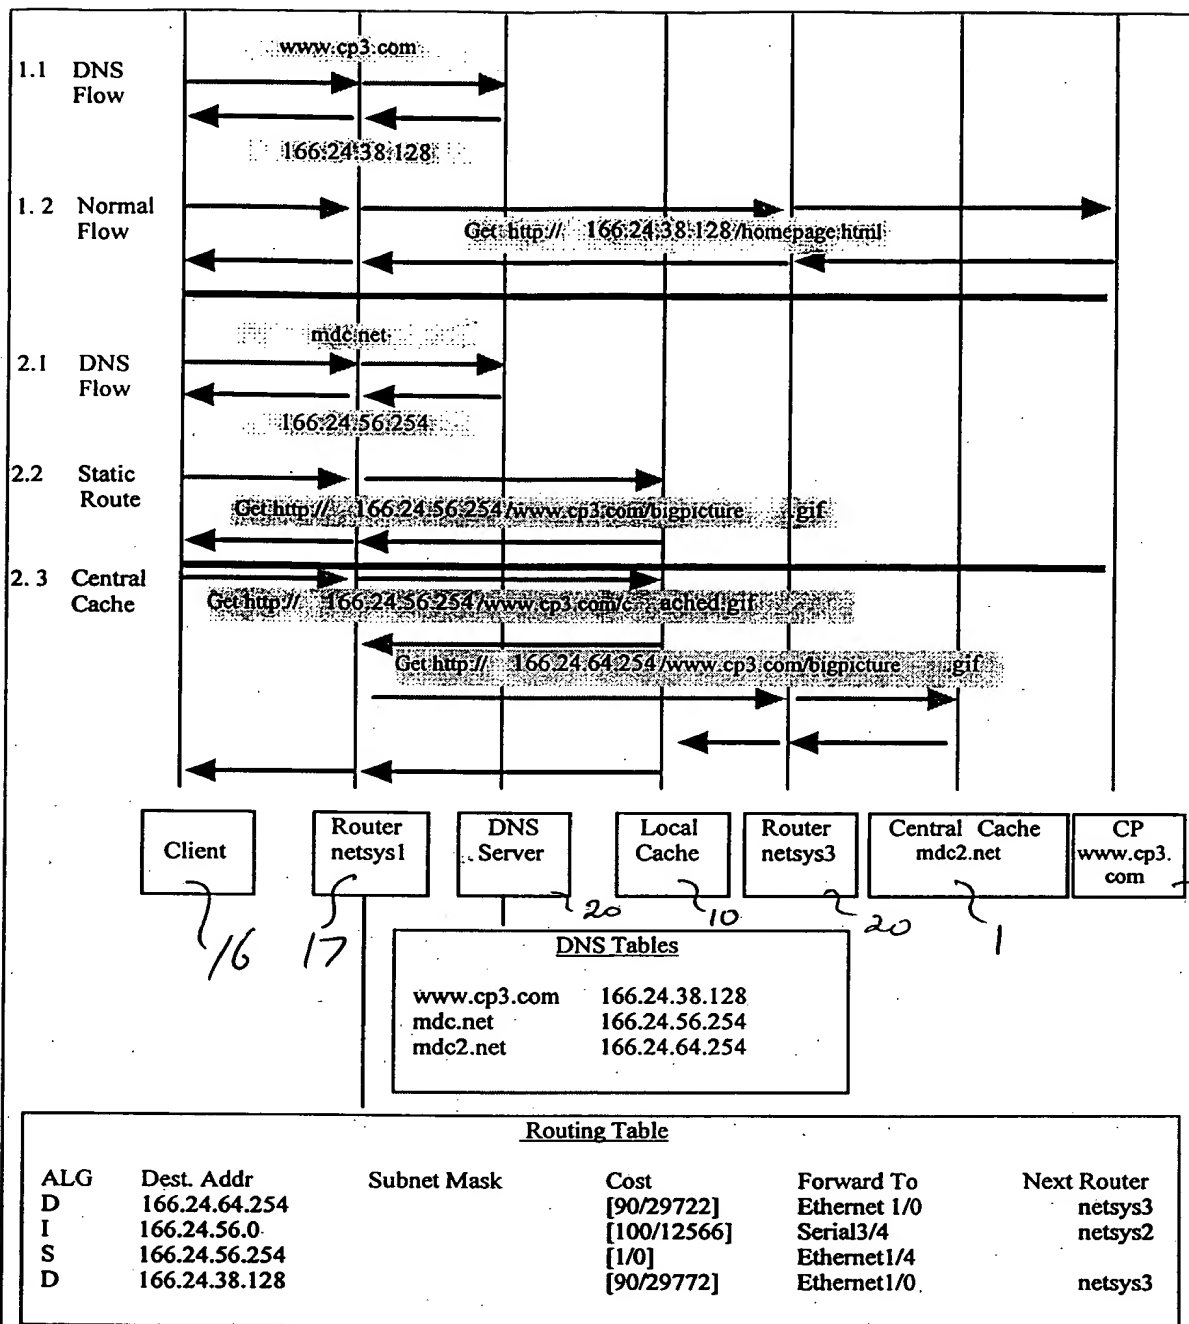 www.cp3.com
1.1 DNS
Flow
166.24.38.128
1.2 Normal
Flow
Get http:// 166.24.38.128/homepage.html
mdc.net
2.1 DNS
Flow
166.24.56.254
2.2 Static
Route
Get http:// 166.24.56.254/www.cp3.com/bigpicture .gif
2.3 Central
Cache
Get http:// 166.24.56.254/www.cp3.com/c ached.gif
Get http:// 166.24.64.254/www.cp3.com/bigpicture .gif
Client
Router
netsys1
DNS
Server
Local
Cache
Router
netsys3
Central Cache
mdc2.net
CP
www.cp3.
com
16 17 20 10 20 1
DNS Tables
www.cp3.com 166.24.38.128
mdc.net 166.24.56.254
mdc2.net 166.24.64.254
Routing Table
ALG Dest. Addr Subnet Mask Cost Forward To Next Router
D 166.24.64.254 [90/29722] Ethernet 1/0 netsys3
I 166.24.56.0 [100/12566] Serial3/4 netsys2
S 166.24.56.254 [1/0] Ethernet1/4
D 166.24.38.128 [90/29772] Ethernet1/0 netsys3